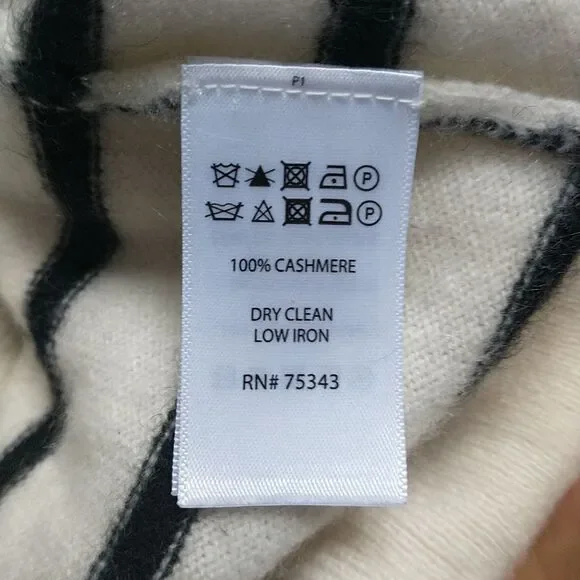 P1
P
P
100% CASHMERE
DRY CLEAN
LOW IRON
RN# 75343